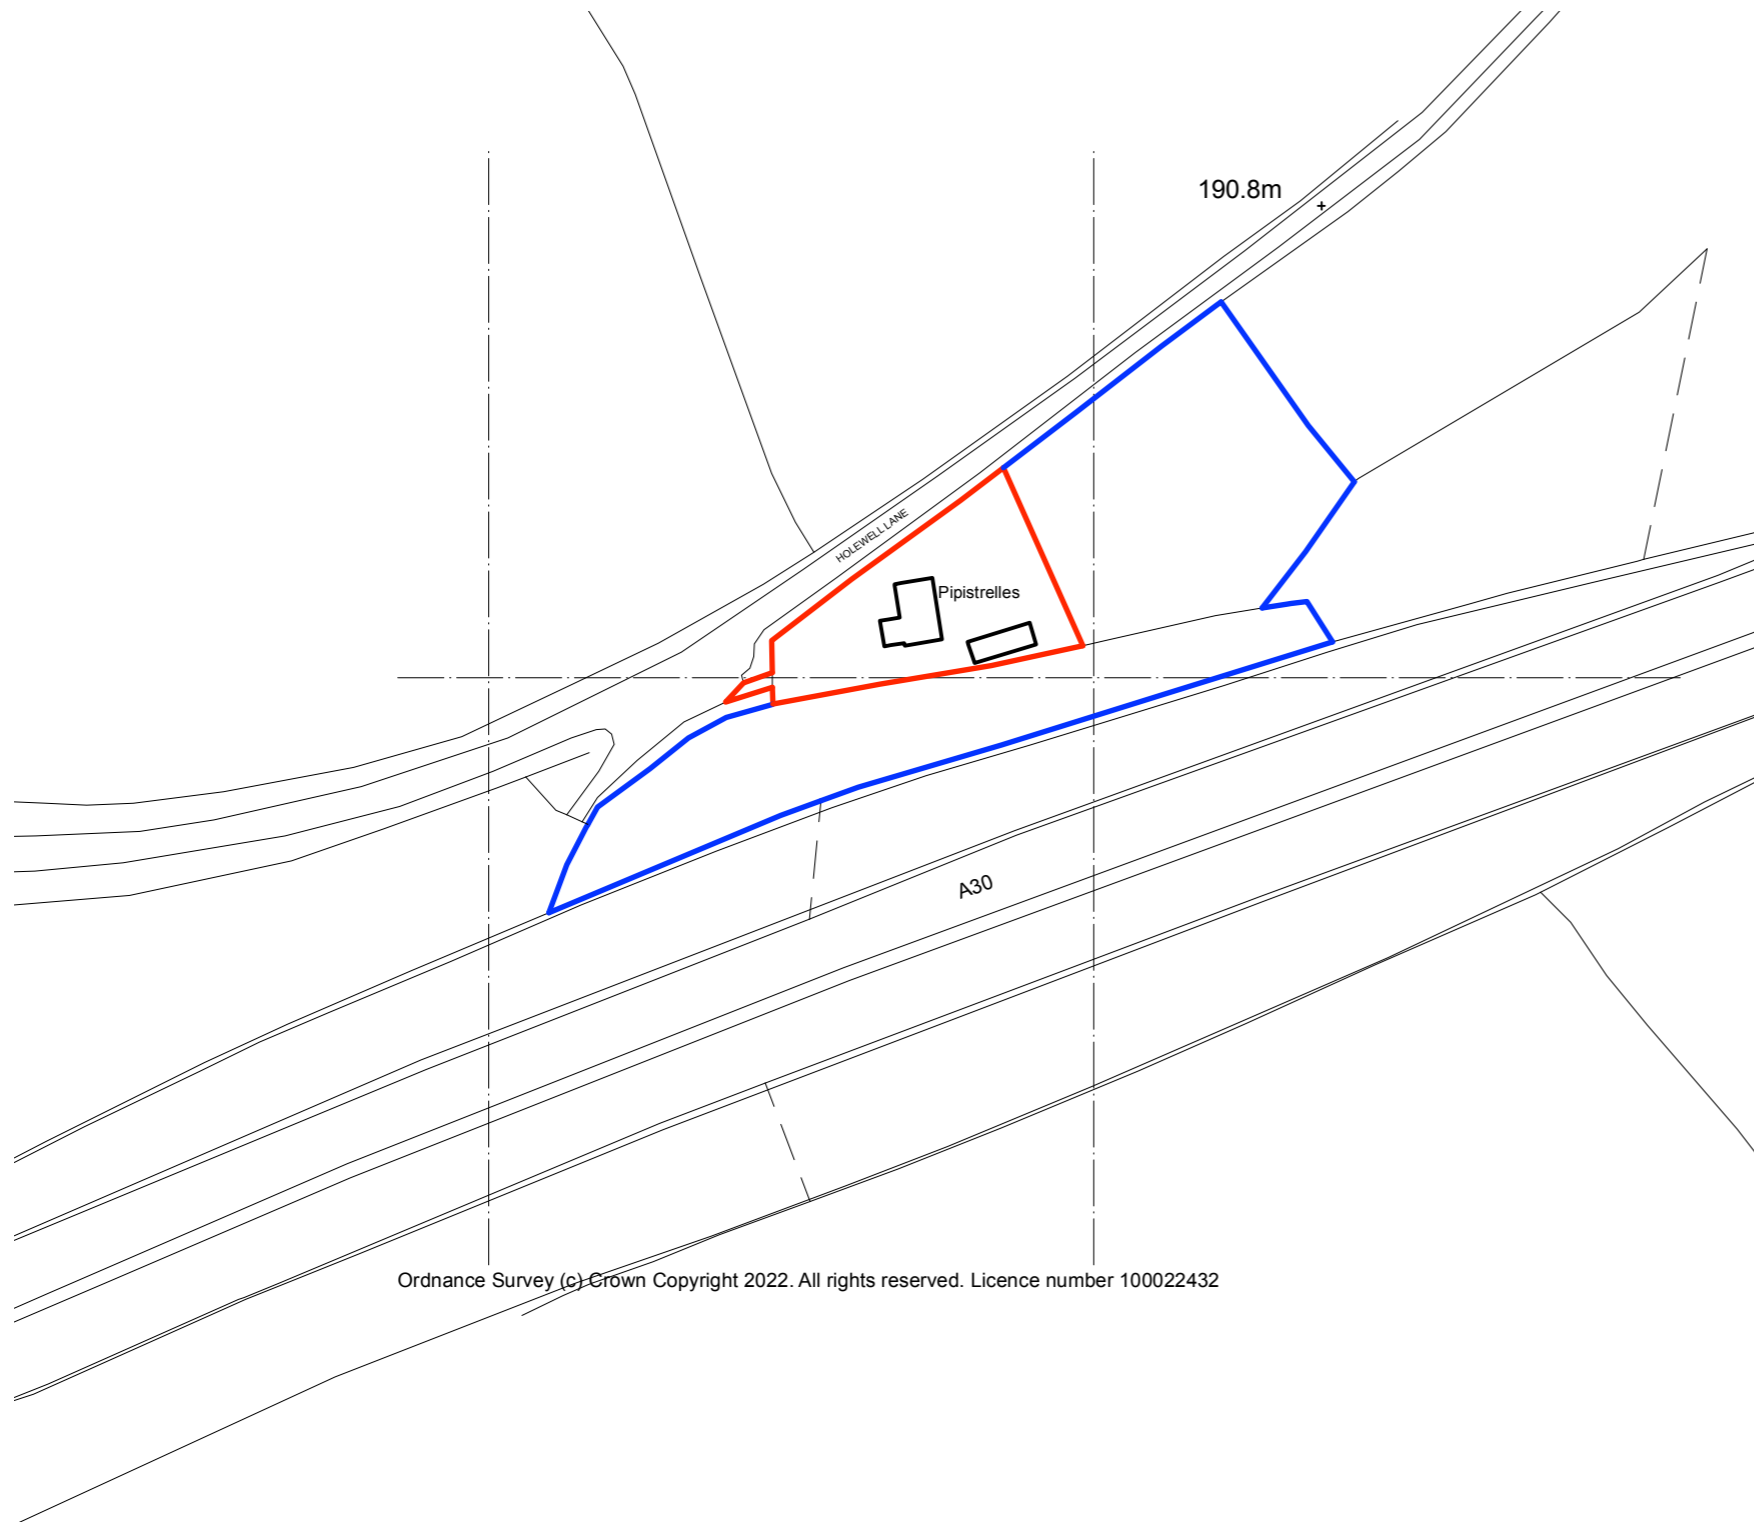 190.8m
HOLEWELL LANE
Pipistrelles
A30
Ordnance Survey (c) Crown Copyright 2022. All rights reserved. Licence number 100022432